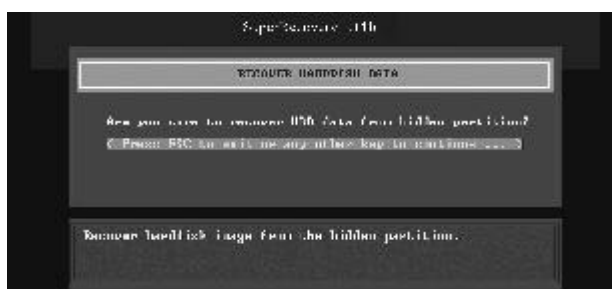 RECOVER HARDDISK DATA
Are you sure to recover HDD data from hidden partition?
< Press ESC to exit or any other key to continue ... >
Recover harddisk image from the hidden partition.